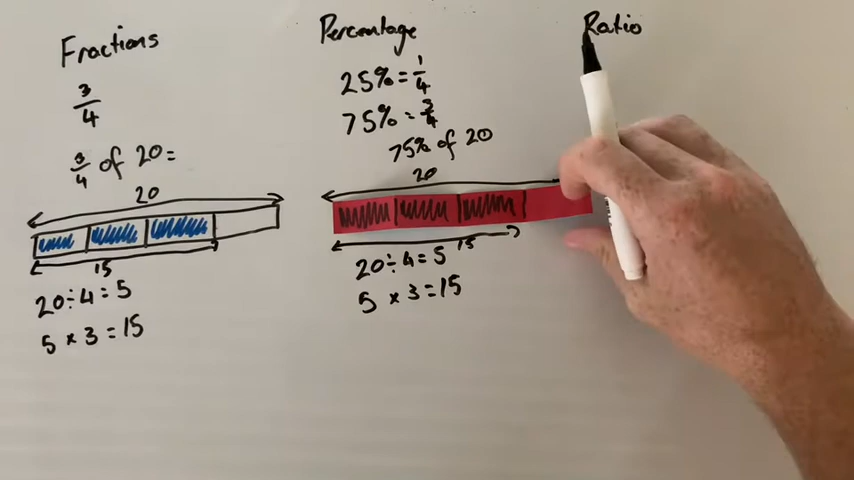 Fractions
3/4
3/4 of 20=
20
15
20÷4=5
5 × 3=15
Percentage
25%=1/4
75%=3/4
75% of 20
20
15
20÷4=5
5 × 3=15
Ratio